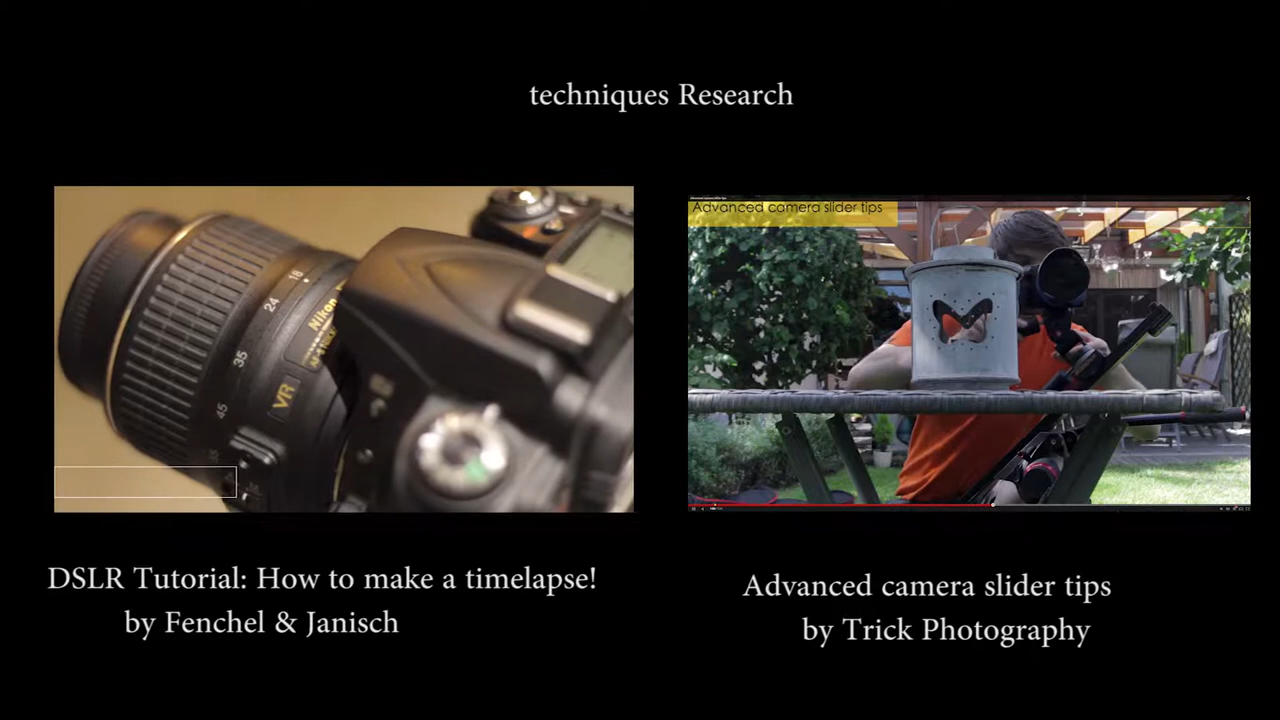 techniques Research
Advanced camera slider tips
18
24
35
45
Nikon
VR
DSLR Tutorial: How to make a timelapse!
by Fenchel & Janisch
Advanced camera slider tips
by Trick Photography